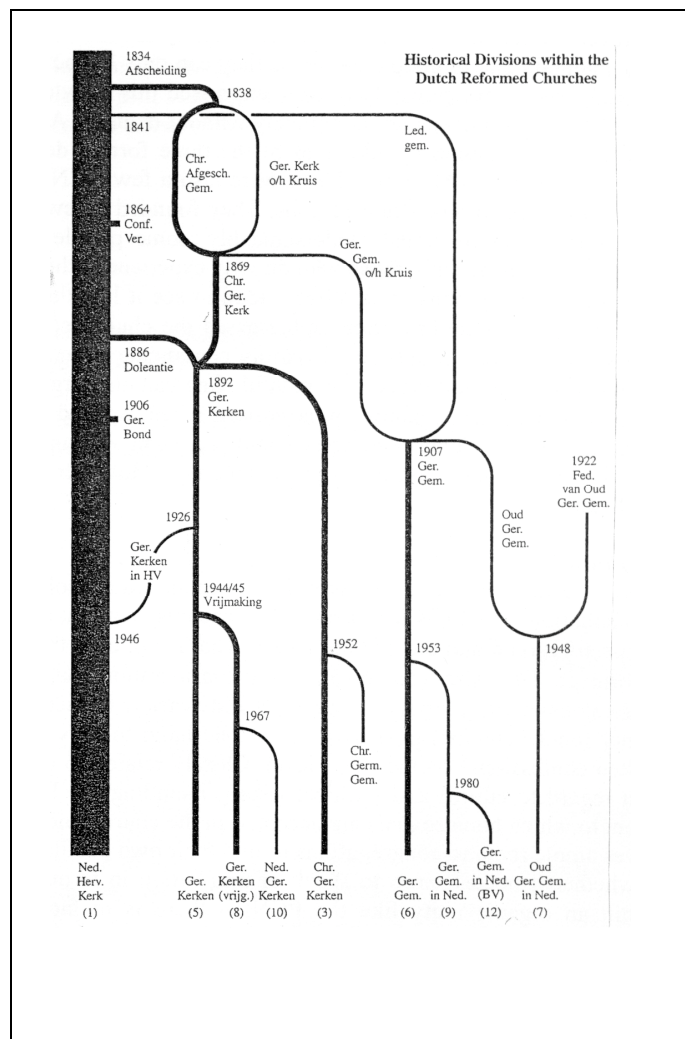 Historical Divisions within the
Dutch Reformed Churches
1834
Afscheiding
1838
1841
Led.
gem.
Chr.
Afgesch.
Gem.
Ger. Kerk
o/h Kruis
1864
Conf.
Ver.
Ger.
Gem.
o/h Kruis
1869
Chr.
Ger.
Kerk
1886
Doleantie
1892
Ger.
Kerken
1906
Ger.
Bond
1907
Ger.
Gem.
1922
Fed.
van Oud
Ger. Gem.
1926
Oud
Ger.
Gem.
Ger.
Kerken
in HV
1944/45
Vrijmaking
1946
1952
1953
1948
1967
Chr.
Germ.
Gem.
1980
Ned.
Herv.
Kerk
(1)
Ger.
Kerken
(5)
Ger.
Kerken
(vrijg.)
(8)
Ned.
Ger.
Kerken
(10)
Chr.
Ger.
Kerken
(3)
Ger.
Gem.
(6)
Ger.
Gem.
in Ned.
(9)
Ger.
Gem.
in Ned.
(BV)
(12)
Oud
Ger. Gem.
in Ned.
(7)